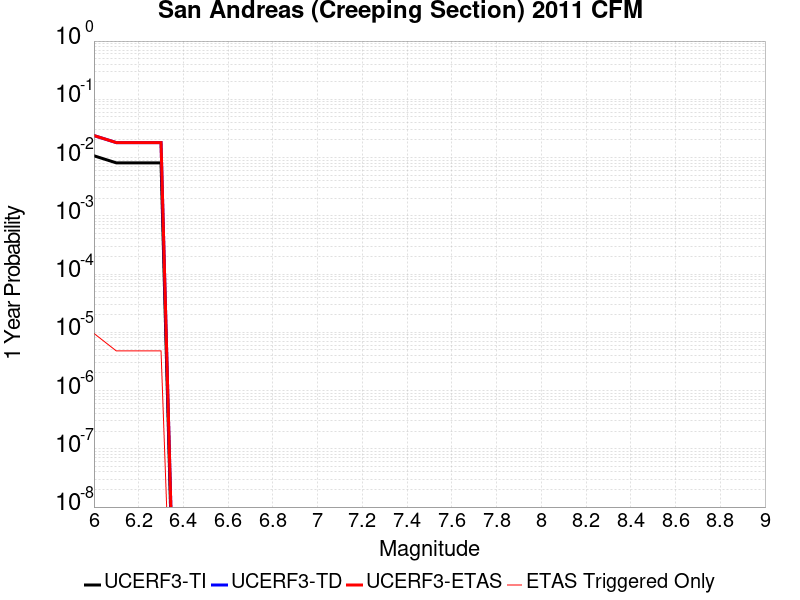 San Andreas (Creeping Section) 2011 CFM
10^0
10^-1
10^-2
10^-3
10^-4
10^-5
10^-6
10^-7
10^-8
1 Year Probability
6 6.2 6.4 6.6 6.8 7 7.2 7.4 7.6 7.8 8 8.2 8.4 8.6 8.8 9
Magnitude
UCERF3-TI UCERF3-TD UCERF3-ETAS ETAS Triggered Only